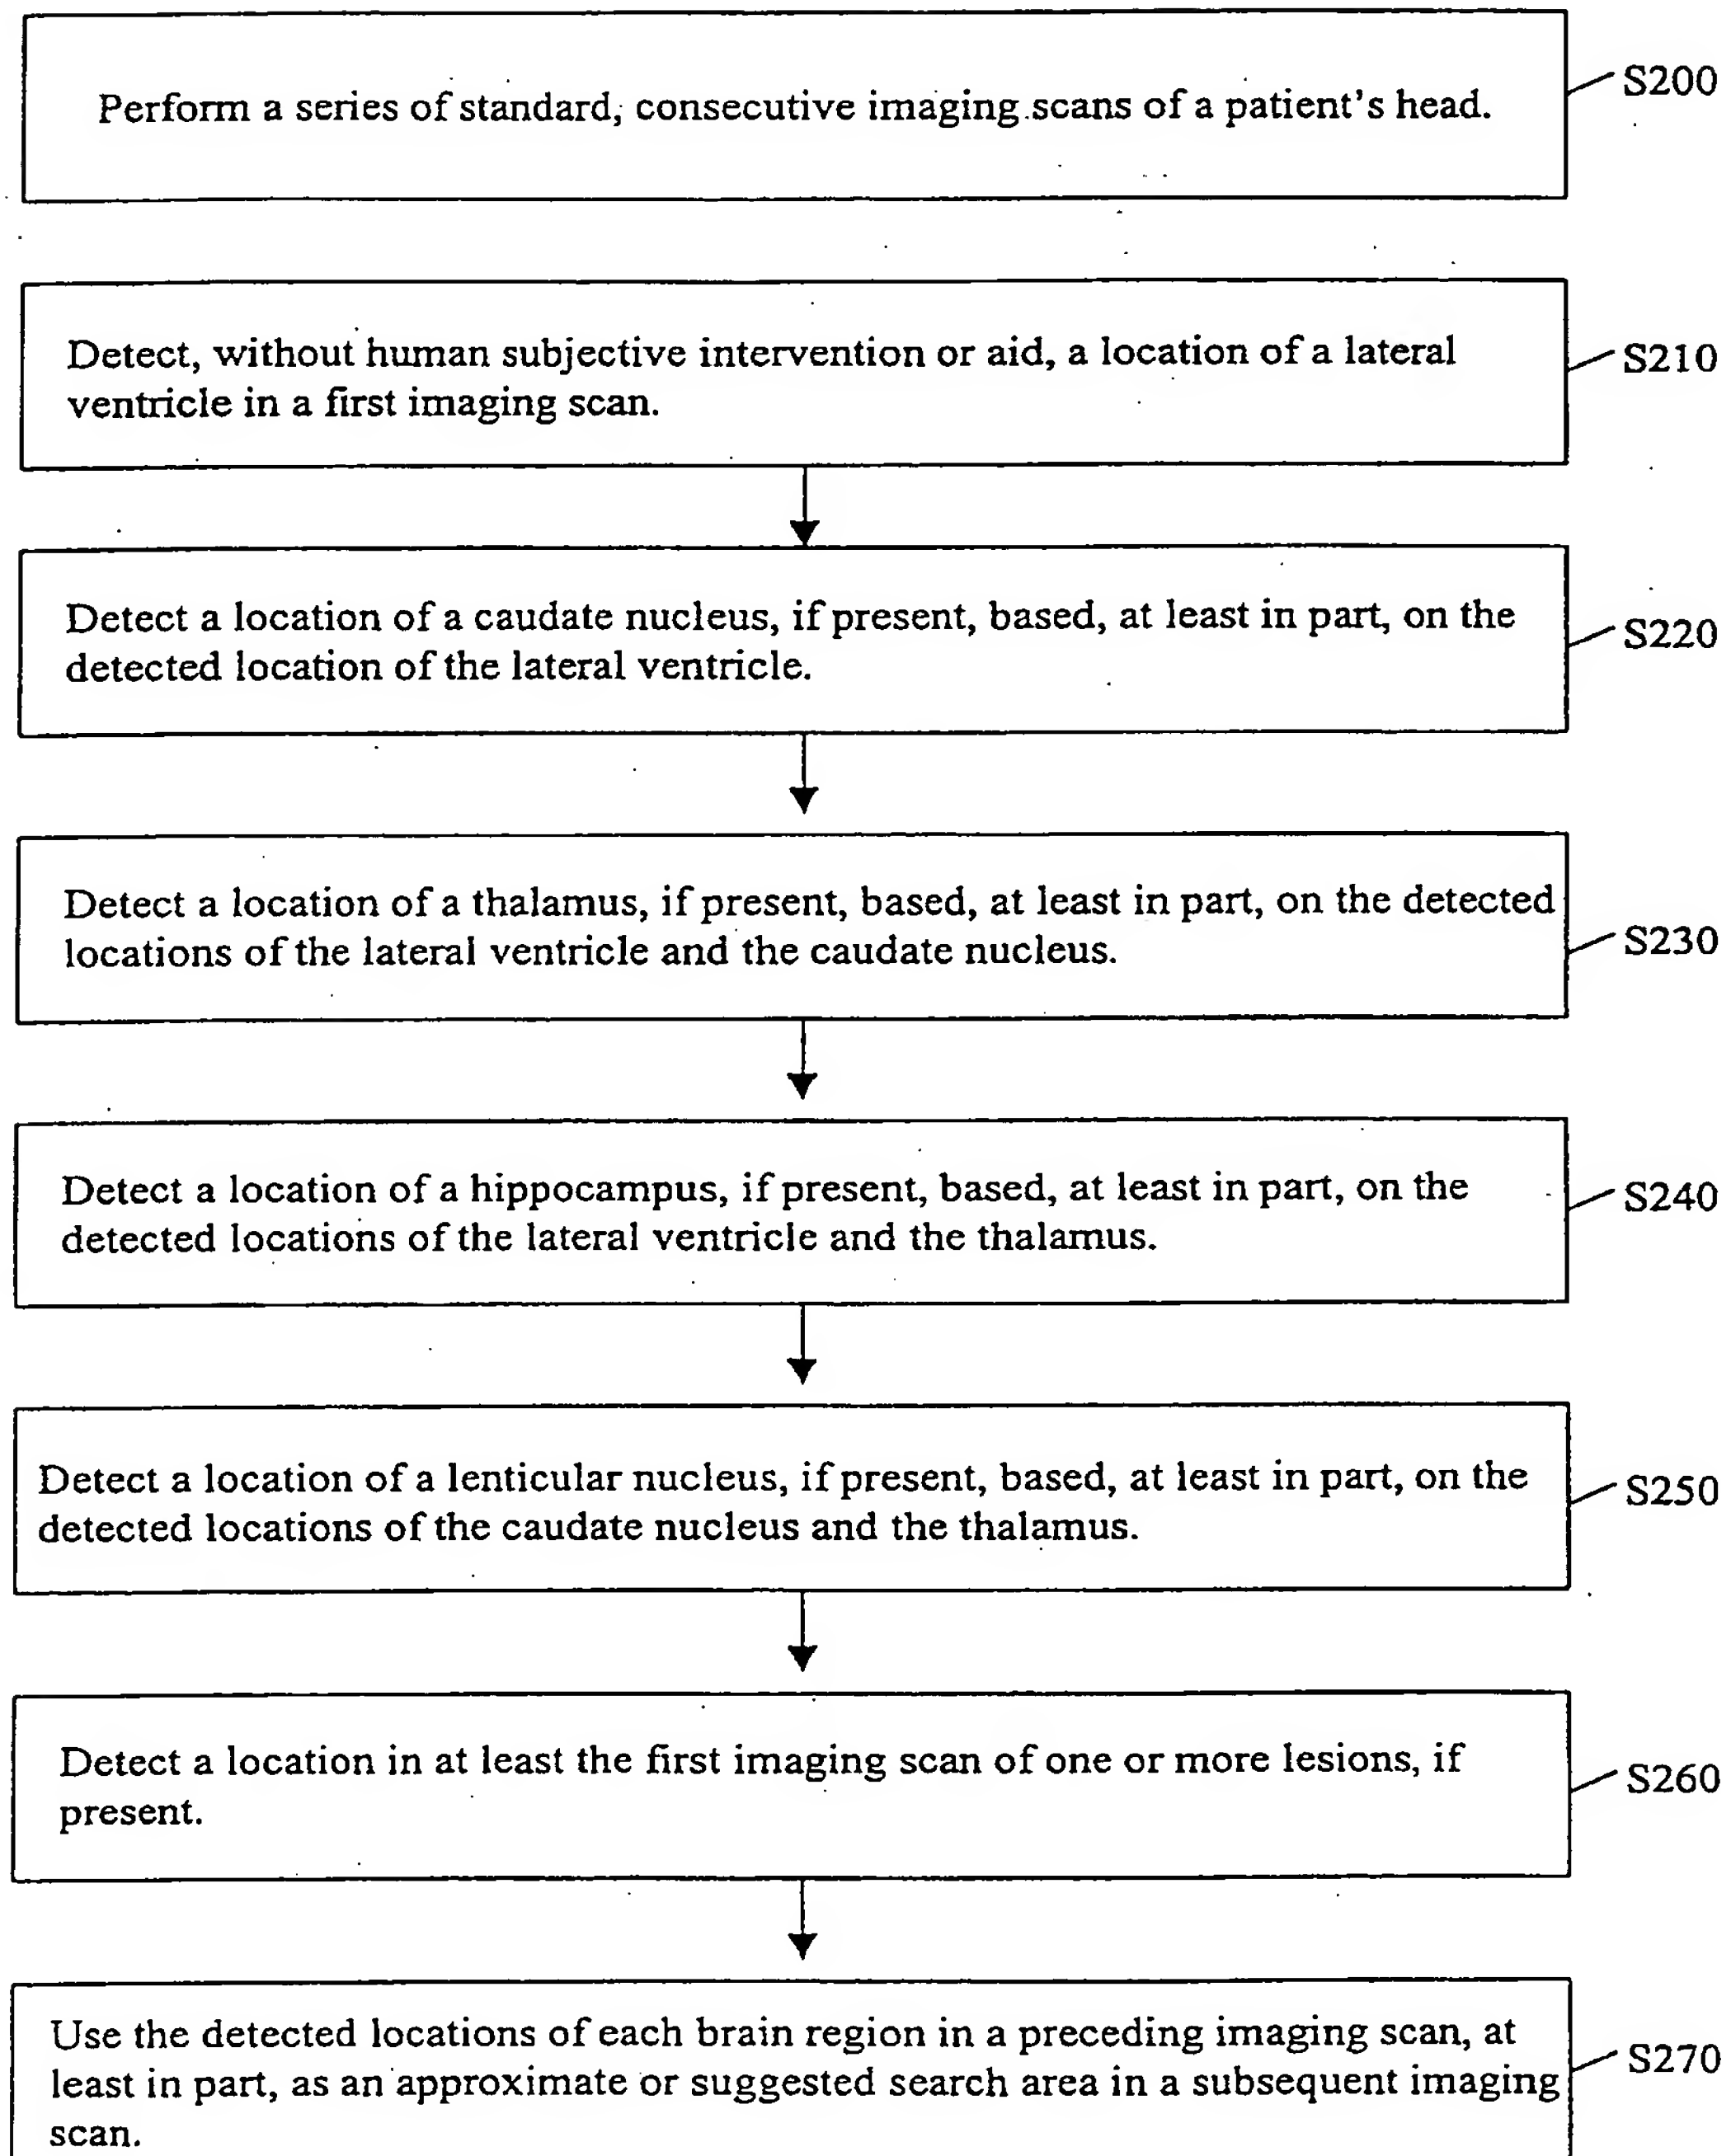 Perform a series of standard, consecutive imaging scans of a patient's head.
S200
Detect, without human subjective intervention or aid, a location of a lateral
ventricle in a first imaging scan.
S210
Detect a location of a caudate nucleus, if present, based, at least in part, on the
detected location of the lateral ventricle.
S220
Detect a location of a thalamus, if present, based, at least in part, on the detected
locations of the lateral ventricle and the caudate nucleus.
S230
Detect a location of a hippocampus, if present, based, at least in part, on the
detected locations of the lateral ventricle and the thalamus.
S240
Detect a location of a lenticular nucleus, if present, based, at least in part, on the
detected locations of the caudate nucleus and the thalamus.
S250
Detect a location in at least the first imaging scan of one or more lesions, if
present.
S260
Use the detected locations of each brain region in a preceding imaging scan, at
least in part, as an approximate or suggested search area in a subsequent imaging
scan.
S270